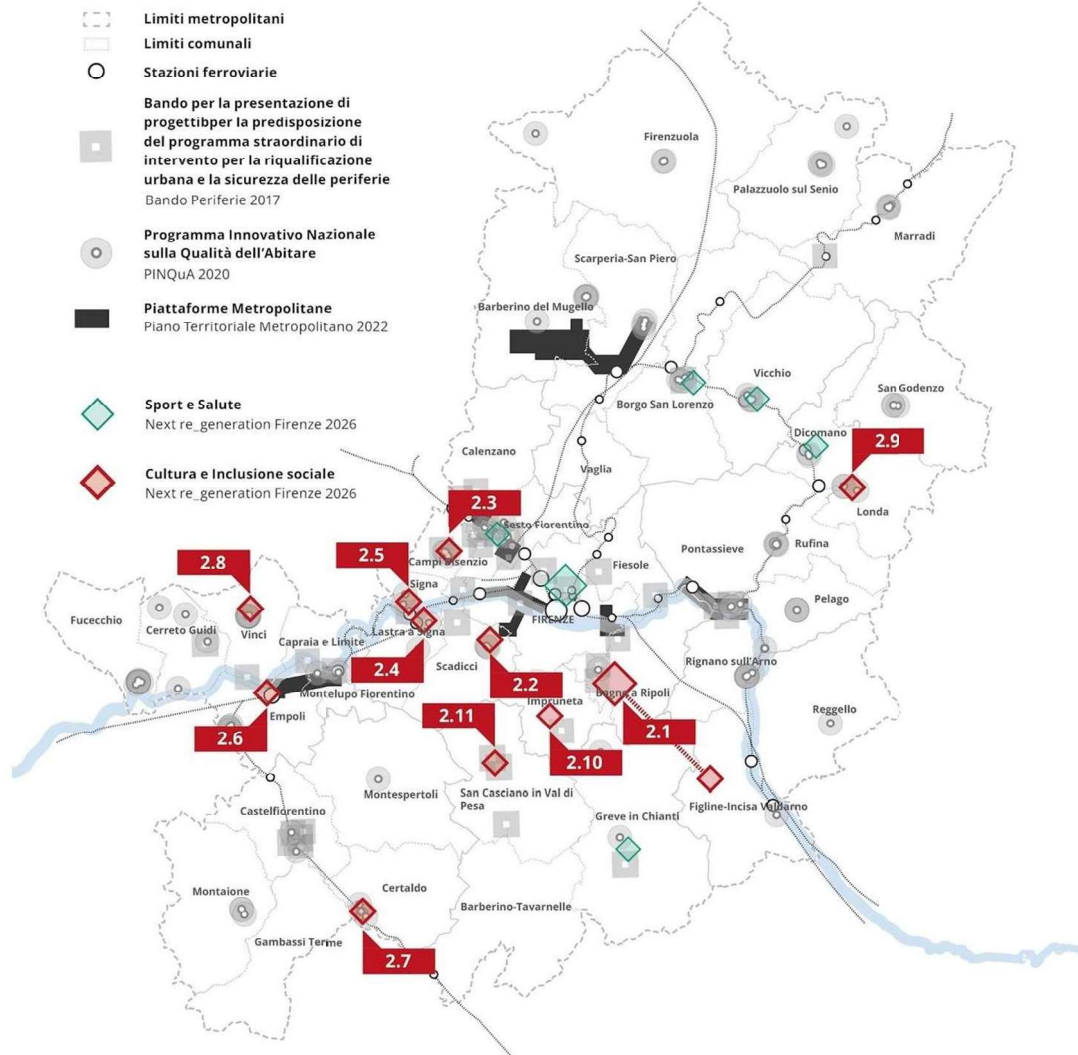 Limiti metropolitani
Limiti comunali
Stazioni ferroviarie
Bando per la presentazione di
progettibper la predisposizione
del programma straordinario di
intervento per la riqualificazione
urbana e la sicurezza delle periferie
Bando Periferie 2017
Programma Innovativo Nazionale
sulla Qualità dell'Abitare
PINQuA 2020
Piattaforme Metropolitane
Piano Territoriale Metropolitano 2022
Sport e Salute
Next re_generation Firenze 2026
Cultura e Inclusione sociale
Next re_generation Firenze 2026
Firenzuola
Palazzuolo sul Senio
Marradi
Scarperia-San Piero
Barberino del Mugello
Vicchio
Borgo San Lorenzo
San Godenzo
Dicomano
2.9
Calenzano
Vaglia
Londa
2.3
Sesto Fiorentino
Rufina
Pontassieve
Campi Bisenzio
Fiesole
2.5
2.8
Signa
Pelago
Fucecchio
Cerreto Guidi
Vinci
FIRENZE
Lastra a Signa
Capraia e Limite
2.4
Scadicci
2.2
Rignano sull'Arno
Montelupo Fiorentino
Bagno a Ripoli
Impruneta
Empoli
2.6
2.11
2.1
Reggello
2.10
Montespertoli
San Casciano in Val di
Pesa
Figline-Incisa Valdarno
Castelfiorentino
Greve in Chianti
Montaione
Certaldo
Barberino-Tavarnelle
Gambassi Terme
2.7